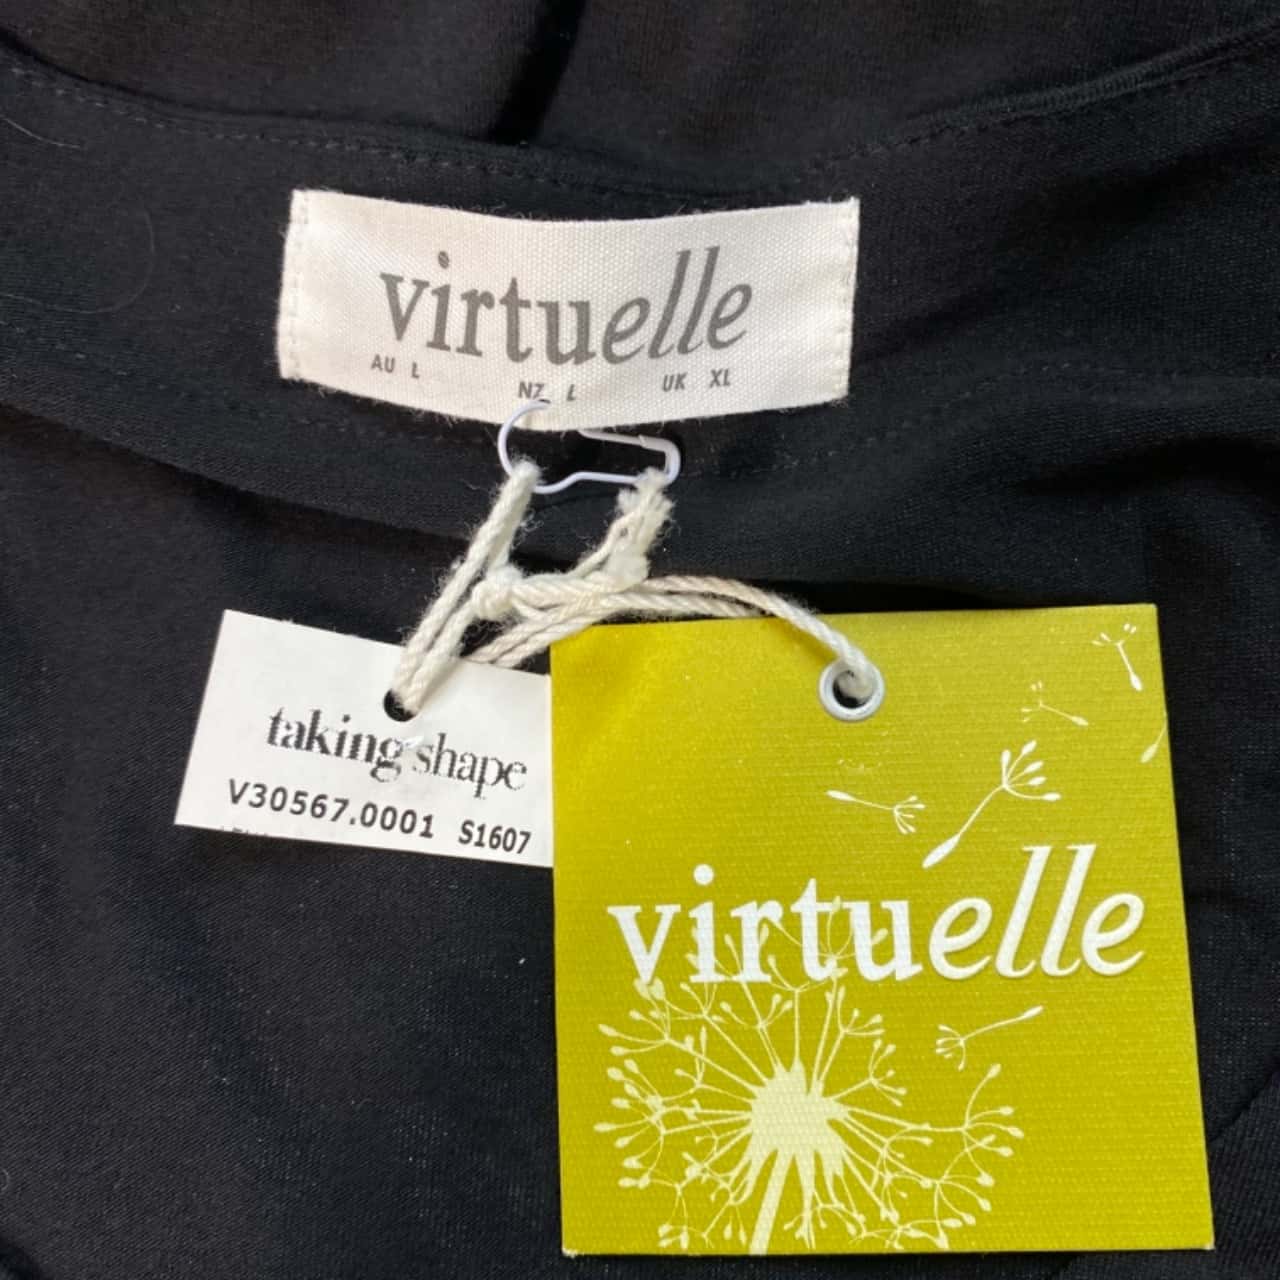 virtuelle
AU L NZ L UK XL
taking shape
V30567.0001 S1607
virtuelle